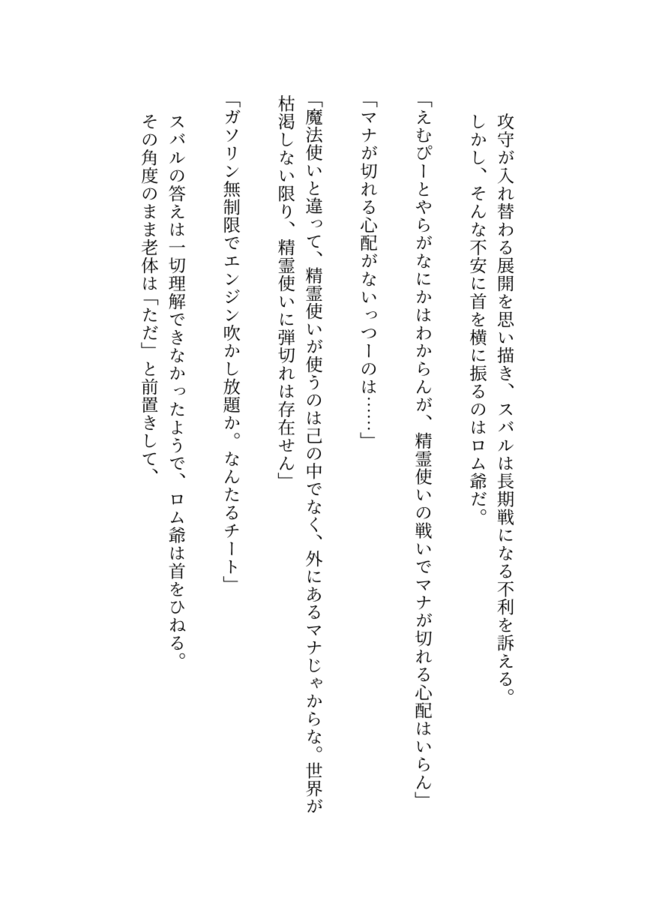 攻守が入れ替わる展開を思い描き、スバルは長期戦になる不利を訴える。
しかし、そんな不安に首を横に振るのはロム爺だ。
「えむぴーとやらがなにかはわからんが、精霊使いの戦いでマナが切れる心配はいらん」
「マナが切れる心配がないっつーのは……」
「魔法使いと違って、精霊使いが使うのは己の中でなく、外にあるマナじゃからな。世界が
枯渇しない限り、精霊使いに弾切れは存在せん」
「ガソリン無制限でエンジン吹かし放題か。なんたるチート」
スバルの答えは一切理解できなかったようで、ロム爺は首をひねる。
その角度のまま老体は「ただ」と前置きして、